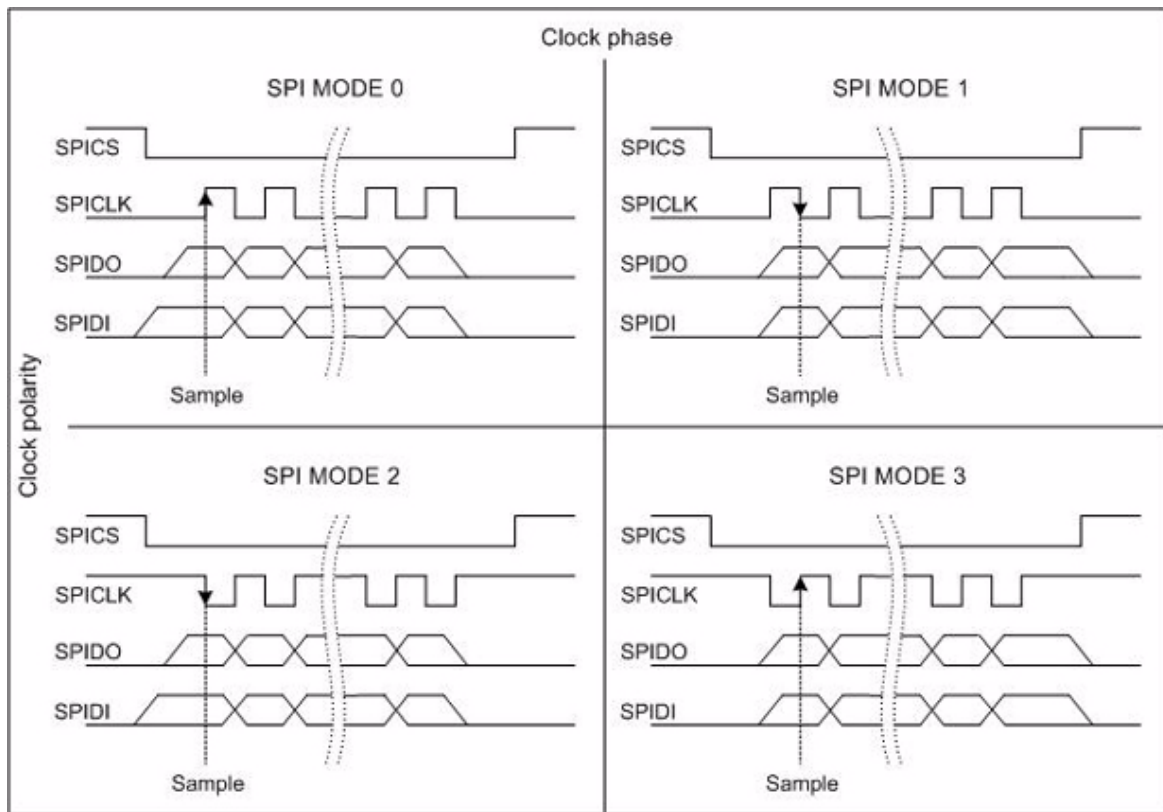 Clock phase
SPI MODE 0
SPICS
SPICLK
SPIDO
SPIDI
Sample
SPI MODE 1
SPICS
SPICLK
SPIDO
SPIDI
Sample
Clock polarity
SPI MODE 2
SPICS
SPICLK
SPIDO
SPIDI
Sample
SPI MODE 3
SPICS
SPICLK
SPIDO
SPIDI
Sample